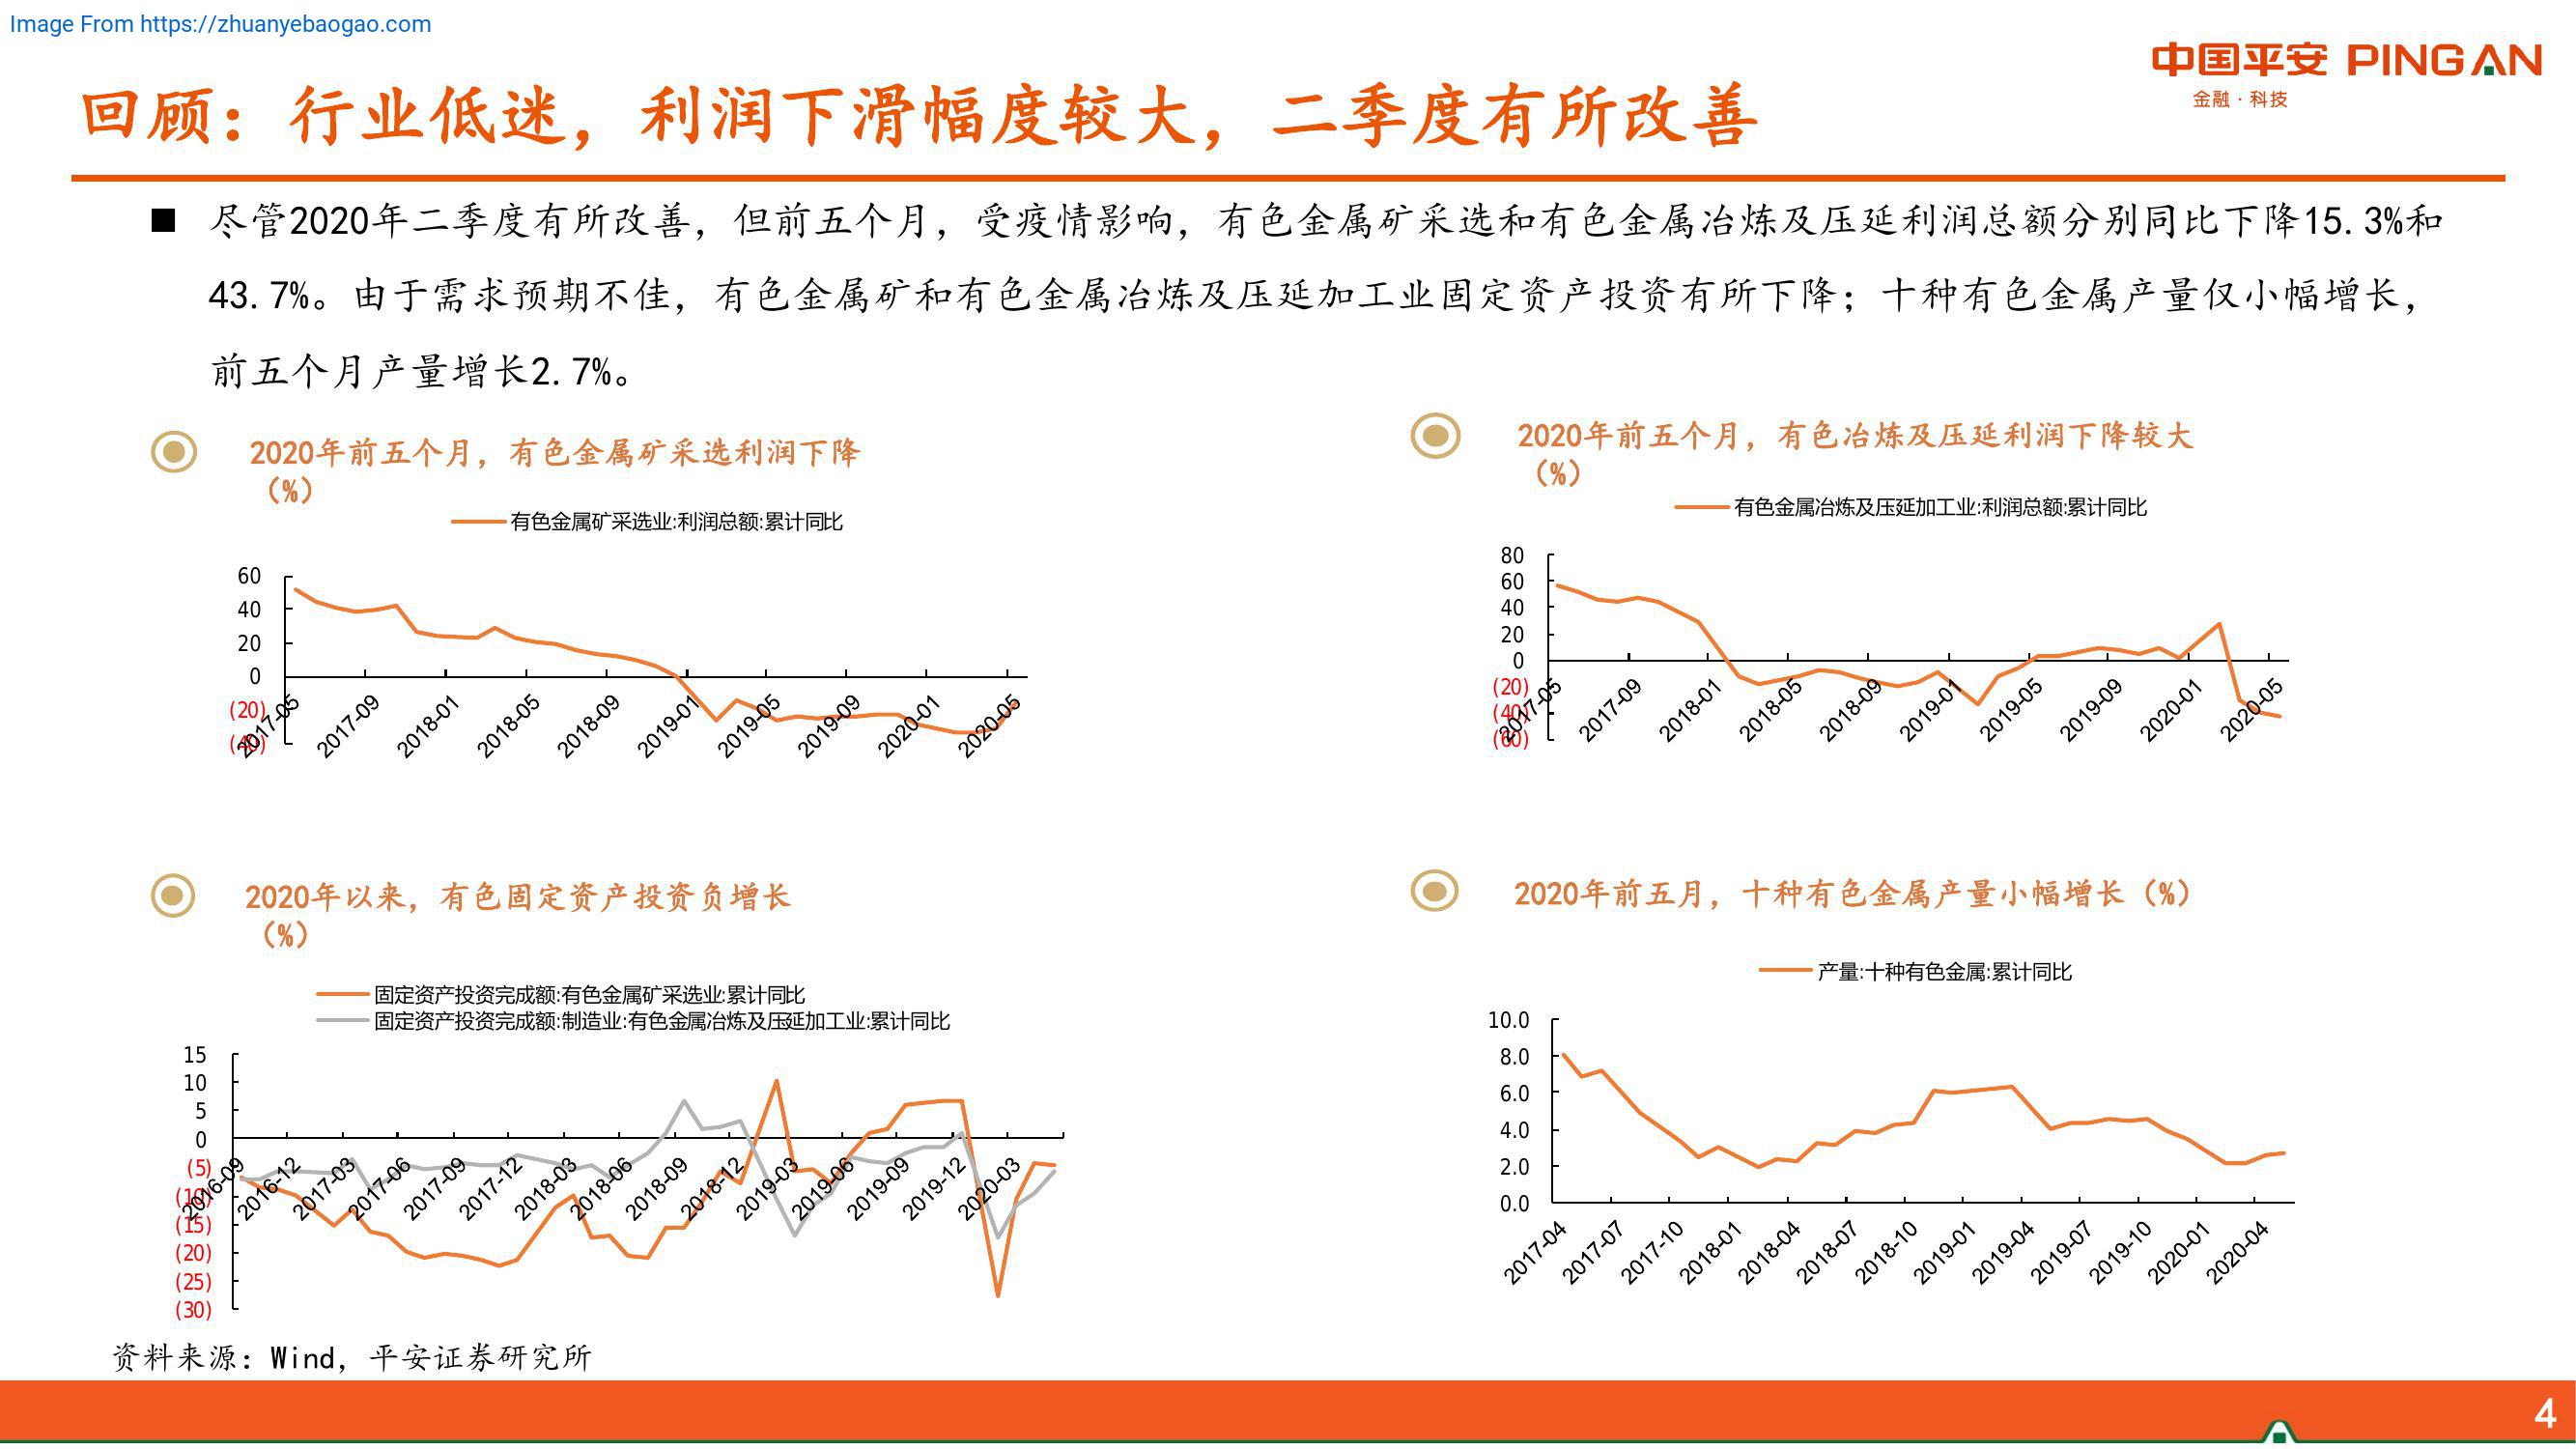 Image From https://zhuanyebaogao.com
中国平安 PINGAN
金融·科技
回顾：行业低迷，利润下滑幅度较大，二季度有所改善
■ 尽管2020年二季度有所改善，但前五个月，受疫情影响，有色金属矿采选和有色金属冶炼及压延利润总额分别同比下降15.3%和
43.7%。由于需求预期不佳，有色金属矿和有色金属冶炼及压延加工业固定资产投资有所下降；十种有色金属产量仅小幅增长，
前五个月产量增长2.7%。
2020年前五个月，有色金属矿采选利润下降
（%）
有色金属矿采选业:利润总额:累计同比
60
40
20
0
(20)
(40)
2017-05 2017-09 2018-01 2018-05 2018-09 2019-01 2019-05 2019-09 2020-01 2020-05
2020年前五个月，有色冶炼及压延利润下降较大
（%）
有色金属冶炼及压延加工业:利润总额:累计同比
80
60
40
20
0
(20)
(40)
(60)
2017-05 2017-09 2018-01 2018-05 2018-09 2019-01 2019-05 2019-09 2020-01 2020-05
2020年以来，有色固定资产投资负增长
（%）
固定资产投资完成额:有色金属矿采选业:累计同比
固定资产投资完成额:制造业:有色金属冶炼及压延加工业:累计同比
15
10
5
0
(5)
(10)
(15)
(20)
(25)
(30)
2016-09 2016-12 2017-03 2017-06 2017-09 2017-12 2018-03 2018-06 2018-09 2018-12 2019-03 2019-06 2019-09 2019-12 2020-03
2020年前五月，十种有色金属产量小幅增长（%）
产量:十种有色金属:累计同比
10.0
8.0
6.0
4.0
2.0
0.0
2017-04 2017-07 2017-10 2018-01 2018-04 2018-07 2018-10 2019-01 2019-04 2019-07 2019-10 2020-01 2020-04
资料来源：Wind，平安证券研究所
4